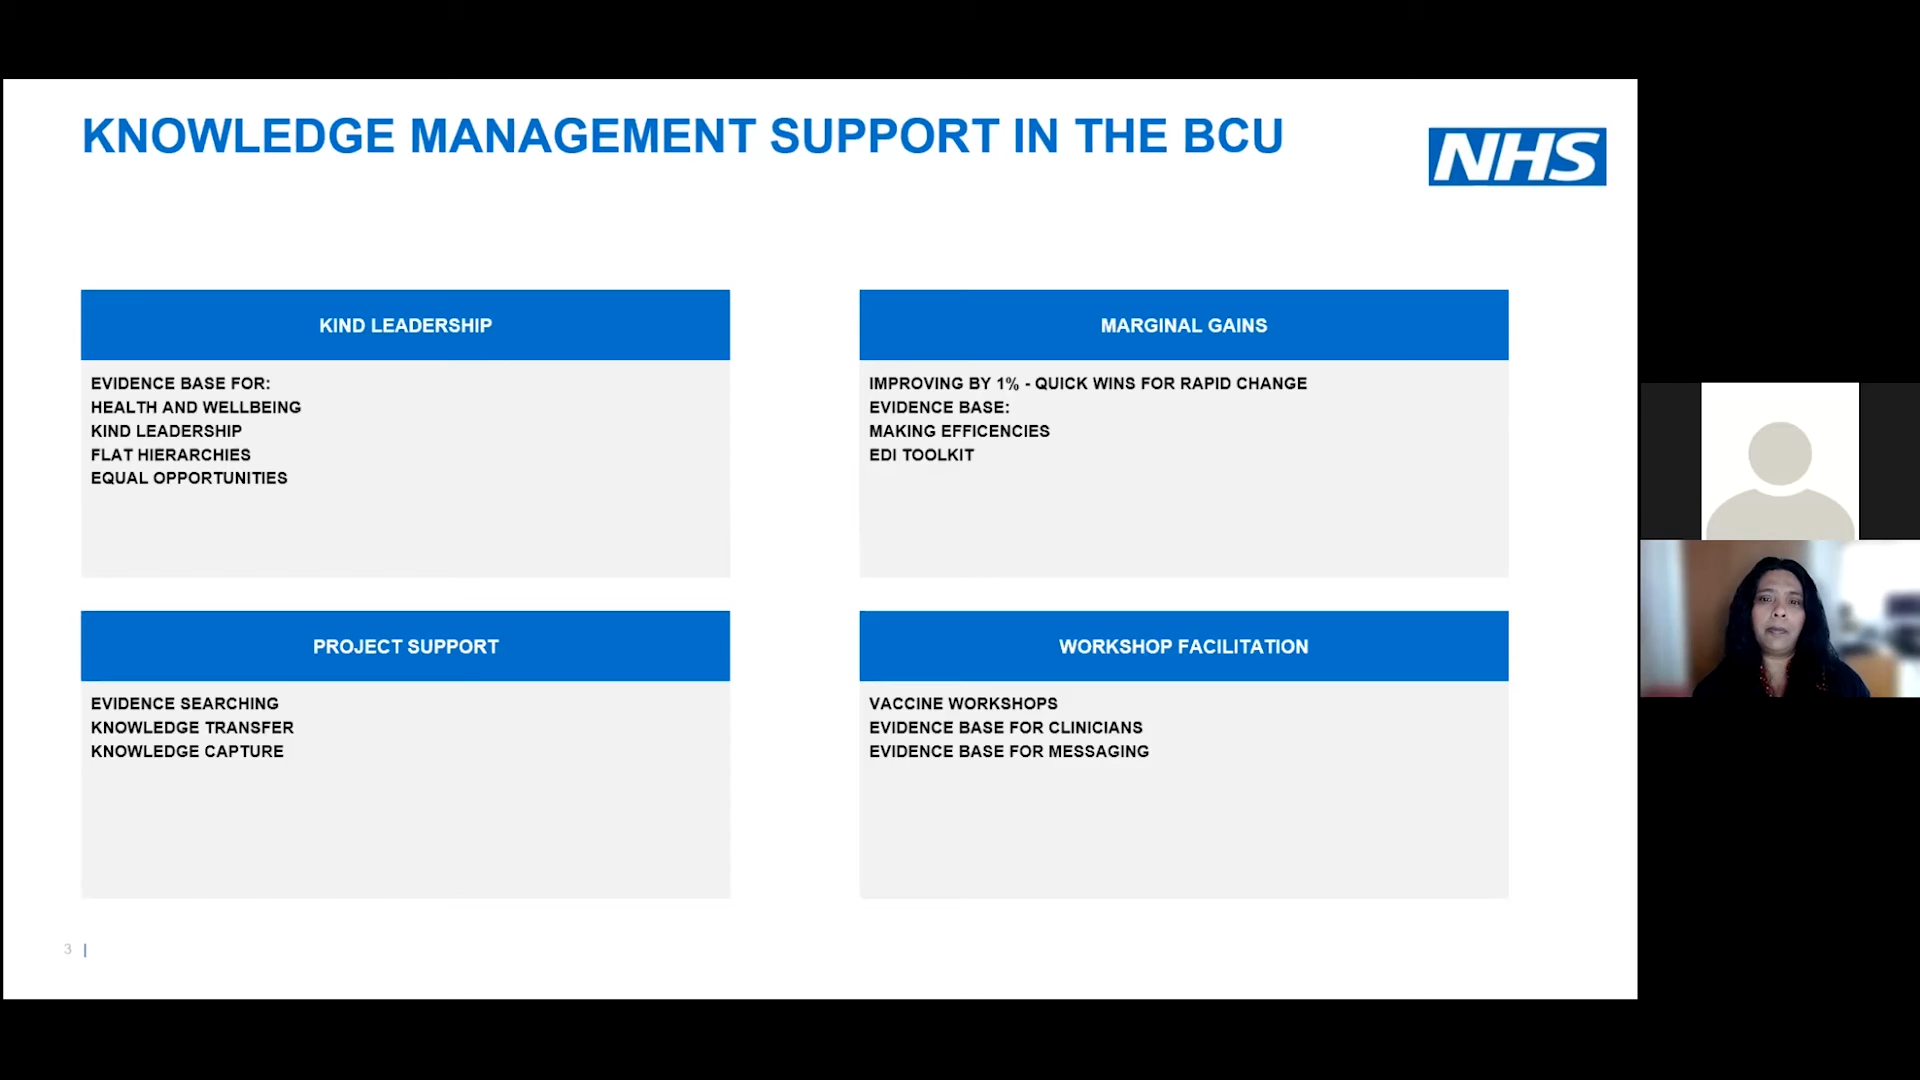 KNOWLEDGE MANAGEMENT SUPPORT IN THE BCU
NHS
KIND LEADERSHIP
EVIDENCE BASE FOR:
HEALTH AND WELLBEING
KIND LEADERSHIP
FLAT HIERARCHIES
EQUAL OPPORTUNITIES
MARGINAL GAINS
IMPROVING BY 1% - QUICK WINS FOR RAPID CHANGE
EVIDENCE BASE:
MAKING EFFICENCIES
EDI TOOLKIT
PROJECT SUPPORT
EVIDENCE SEARCHING
KNOWLEDGE TRANSFER
KNOWLEDGE CAPTURE
WORKSHOP FACILITATION
VACCINE WORKSHOPS
EVIDENCE BASE FOR CLINICIANS
EVIDENCE BASE FOR MESSAGING
3 |